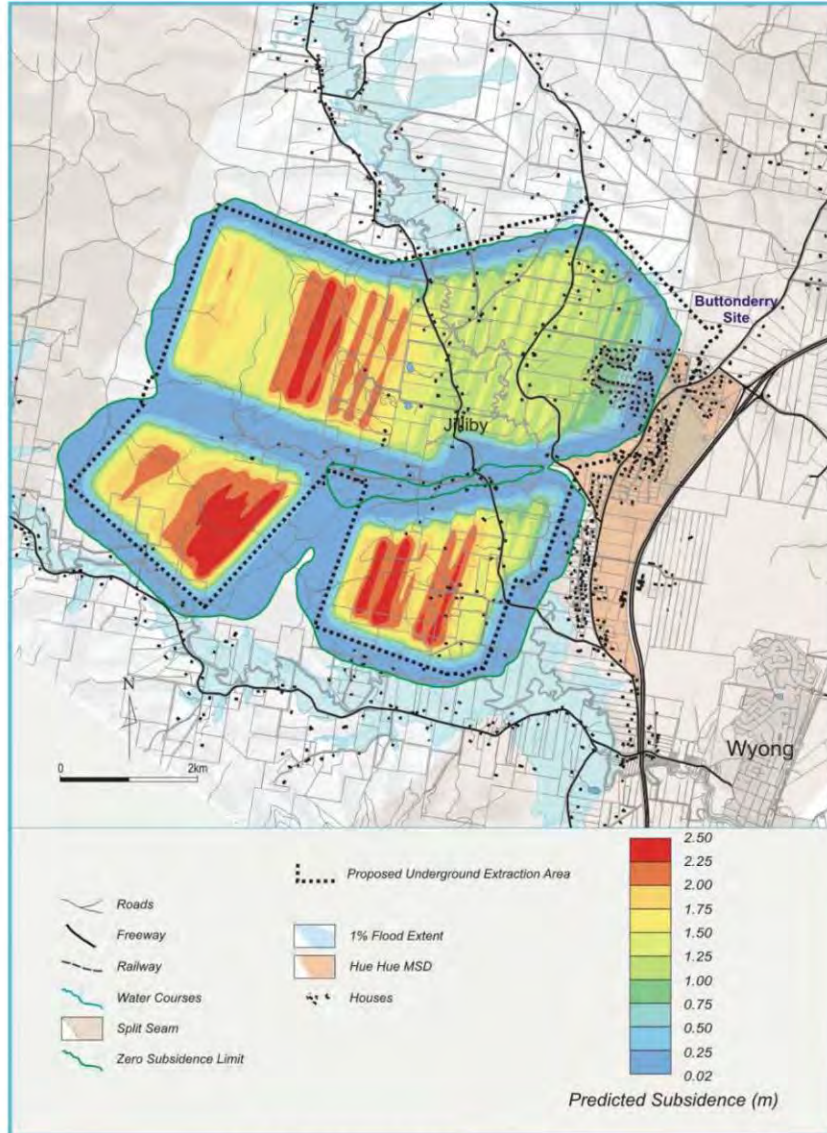 Buttonderry
Site
Jilliby
N
0
2km
Wyong
Roads
Freeway
Railway
Water Courses
Split Seam
Zero Subsidence Limit
Proposed Underground Extraction Area
1% Flood Extent
Hue Hue MSD
Houses
2.50
2.25
2.00
1.75
1.50
1.25
1.00
0.75
0.50
0.25
0.02
Predicted Subsidence (m)